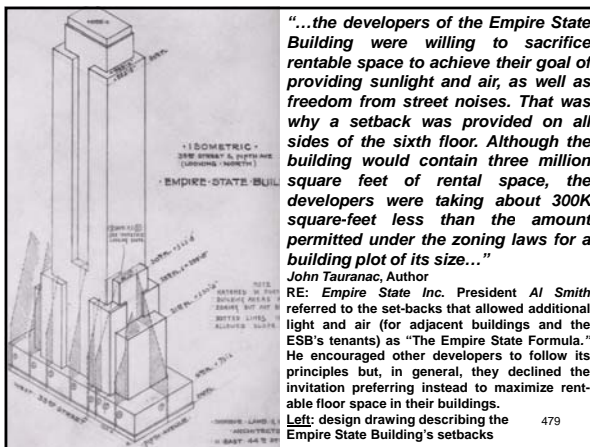 · ISOMETRIC ·
(LOOKING · NORTH)
· EMPIRE · STATE · BUIL
NOTE
"…the developers of the Empire State
Building were willing to sacrifice
rentable space to achieve their goal of
providing sunlight and air, as well as
freedom from street noises. That was
why a setback was provided on all
sides of the sixth floor. Although the
building would contain three million
square feet of rental space, the
developers were taking about 300K
square-feet less than the amount
permitted under the zoning laws for a
building plot of its size…"
John Tauranac, Author
RE: Empire State Inc. President Al Smith
referred to the set-backs that allowed additional
light and air (for adjacent buildings and the
ESB's tenants) as "The Empire State Formula."
He encouraged other developers to follow its
principles but, in general, they declined the
invitation preferring instead to maximize rent-
able floor space in their buildings.
Left: design drawing describing the
Empire State Building's setbacks
479